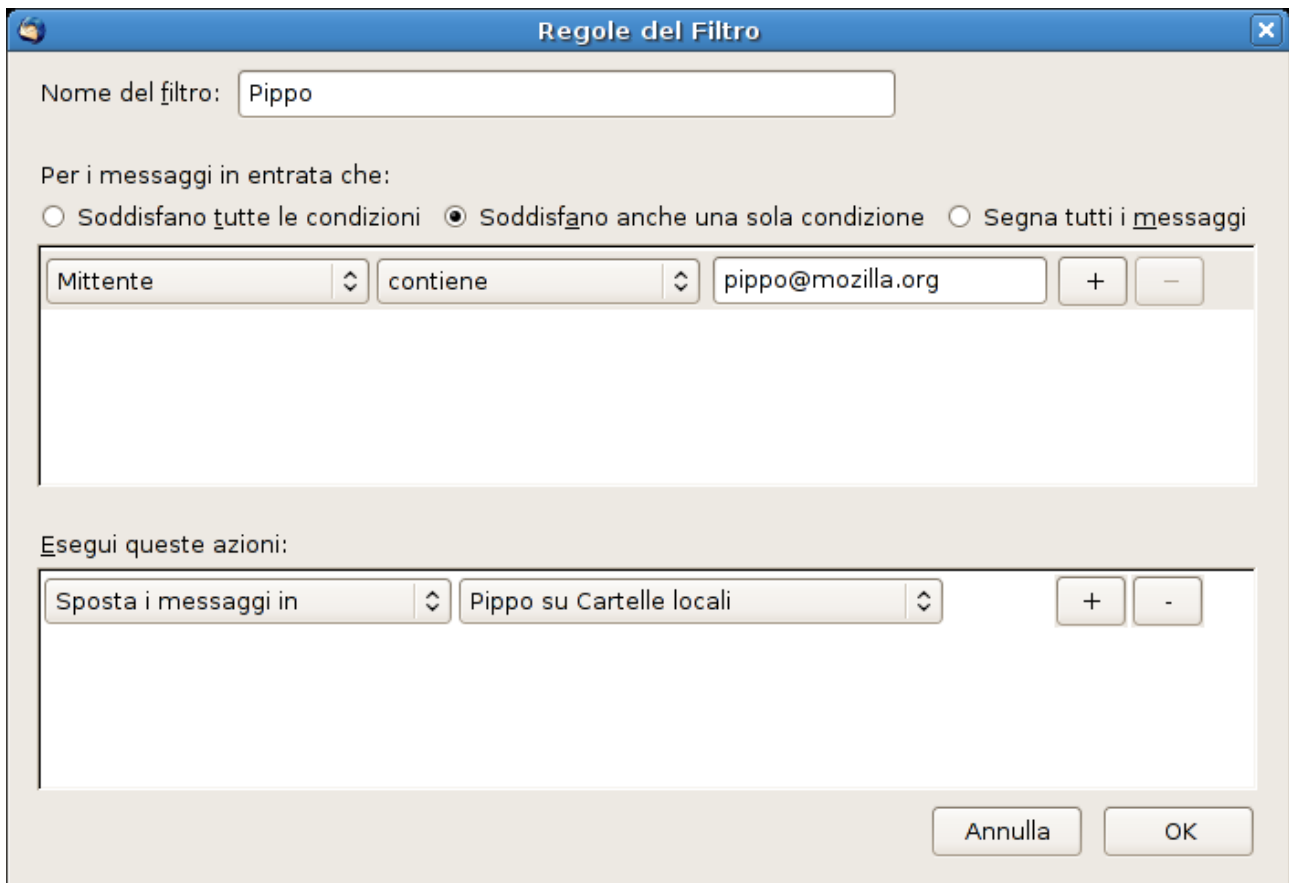 Regole del Filtro
Nome del filtro: Pippo
Per i messaggi in entrata che:
Soddisfano tutte le condizioni Soddisfano anche una sola condizione Segna tutti i messaggi
Mittente contiene pippo@mozilla.org + −
Esegui queste azioni:
Sposta i messaggi in Pippo su Cartelle locali + -
Annulla OK